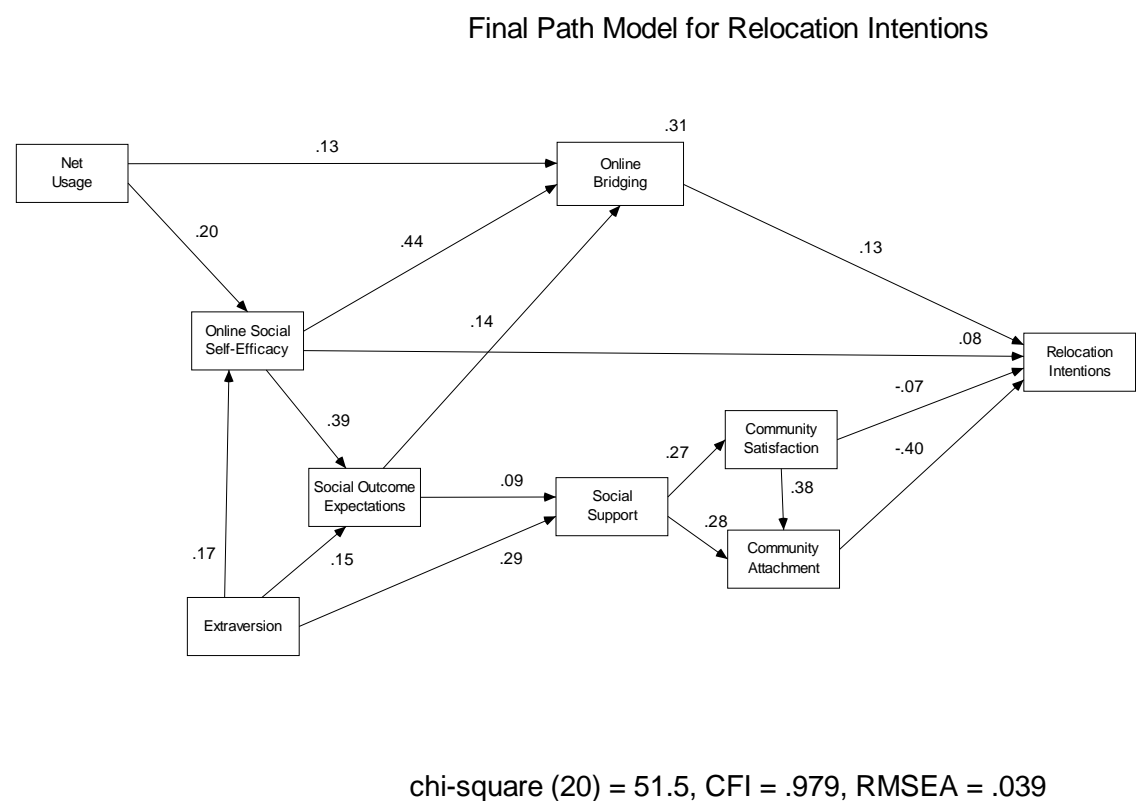 Final Path Model for Relocation Intentions
.31
Net
Usage
.13
Online
Bridging
.20
.44
.13
Online Social
Self-Efficacy
.14
.08
Relocation
Intentions
-.07
.39
Community
Satisfaction
.27
-.40
Social Outcome
Expectations
.09
Social
Support
.38
.28
Community
Attachment
.17
.15
.29
Extraversion
chi-square (20) = 51.5, CFI = .979, RMSEA = .039